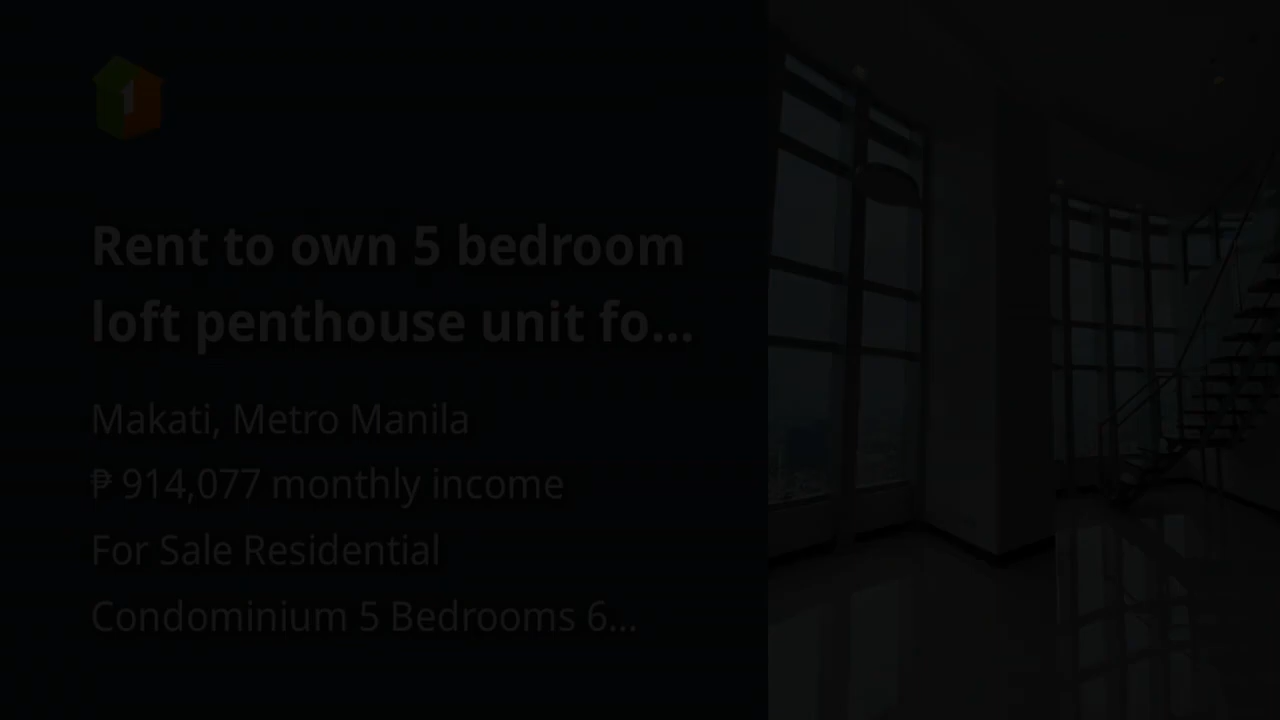 Rent to own 5 bedroom
loft penthouse unit fo...
Makati, Metro Manila
₱ 914,077 monthly income
For Sale Residential
Condominium 5 Bedrooms 6...